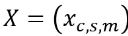 X = (x_{c,s,m})